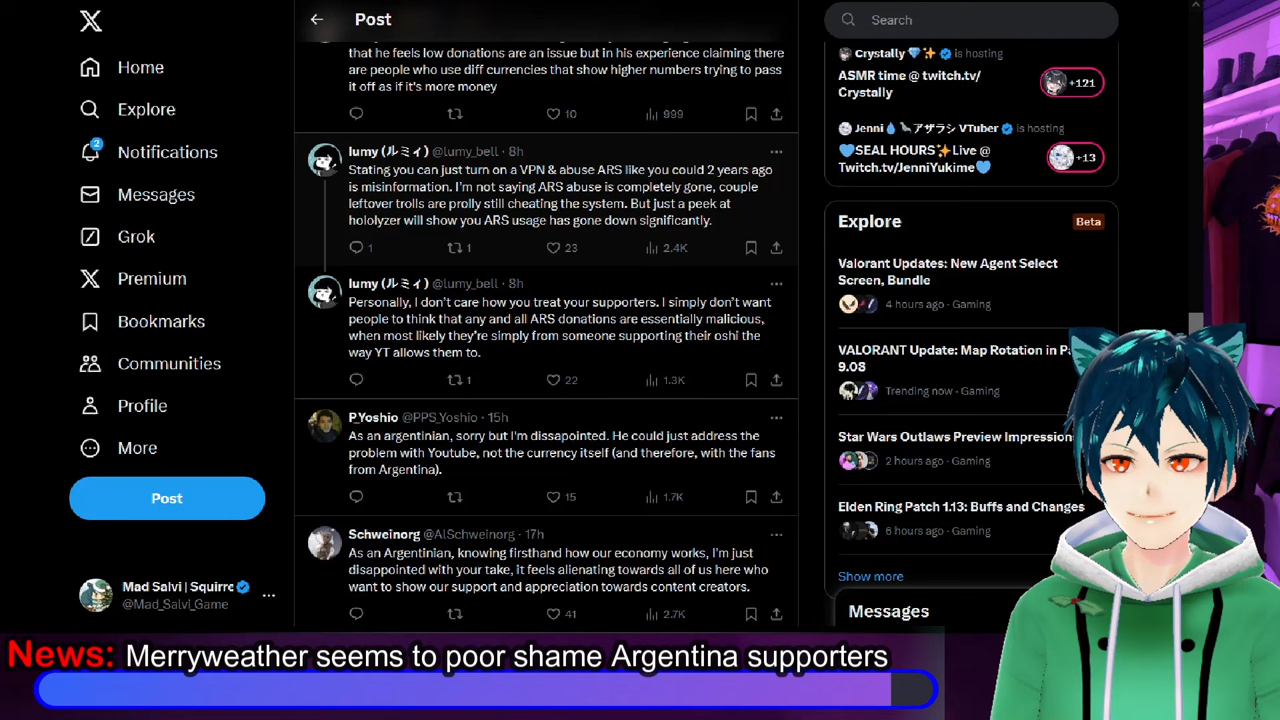 Home
Explore
2
Notifications
Messages
Grok
Premium
Bookmarks
Communities
Profile
More
Post
Mad Salvi | Squirre
@Mad_Salvi_Game
Post
that he feels low donations are an issue but in his experience claiming there
are people who use diff currencies that show higher numbers trying to pass
it off as if it's more money
10
999
lumy (ルミィ) @lumy_bell · 8h
Stating you can just turn on a VPN & abuse ARS like you could 2 years ago
is misinformation. I'm not saying ARS abuse is completely gone, couple
leftover trolls are prolly still cheating the system. But just a peek at
hololyzer will show you ARS usage has gone down significantly.
1
1
23
2.4K
lumy (ルミィ) @lumy_bell · 8h
Personally, I don't care how you treat your supporters. I simply don't want
people to think that any and all ARS donations are essentially malicious,
when most likely they're simply from someone supporting their oshi the
way YT allows them to.
1
22
1.3K
P_Yoshio @PPS_Yoshio · 15h
As an argentinian, sorry but I'm dissapointed. He could just address the
problem with Youtube, not the currency itself (and therefore, with the fans
from Argentina).
15
1.7K
Schweinorg @AlSchweinorg · 17h
As an Argentinian, knowing firsthand how our economy works, I'm just
disappointed with your take, It feels allenating towards all of us here who
want to show our support and appreciation towards content creators.
41
2.7K
Search
Crystally is hosting
ASMR time @ twitch.tv/
Crystally
+121
Jenni アザラシ VTuber is hosting
SEAL HOURS Live @
Twitch.tv/JenniYukime
+13
Explore
Beta
Valorant Updates: New Agent Select
Screen, Bundle
4 hours ago · Gaming
VALORANT Update: Map Rotation in Pa
9.08
Trending now · Gaming
Star Wars Outlaws Preview Impression
2 hours ago · Gaming
Elden Ring Patch 1.13: Buffs and Changes
6 hours ago · Gaming
Show more
Messages
News: Merryweather seems to poor shame Argentina supporters